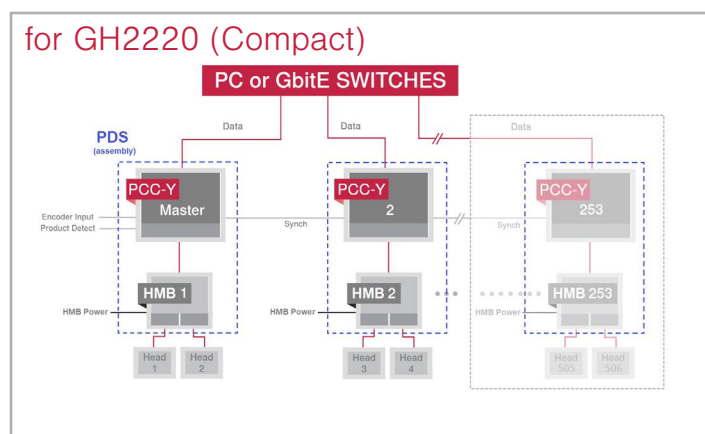 for GH2220 (Compact)
PC or GbitE SWITCHES
Data
Data
Data
PDS
(assembly)
PCC-Y
Master
PCC-Y
2
PCC-Y
253
Encoder Input
Product Detect
Synch
Synch
HMB 1
HMB 2
HMB 253
HMB Power
HMB Power
HMB Power
Head
1
Head
2
Head
3
Head
4
Head
505
Head
506